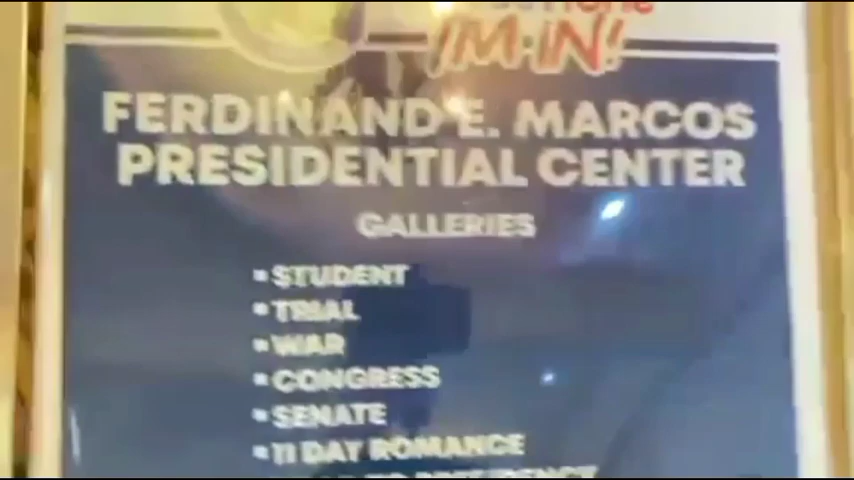 I'M IN!
FERDINAND E. MARCOS
PRESIDENTIAL CENTER
GALLERIES
▪ STUDENT
▪ TRIAL
▪ WAR
▪ CONGRESS
▪ SENATE
▪ 11 DAY ROMANCE